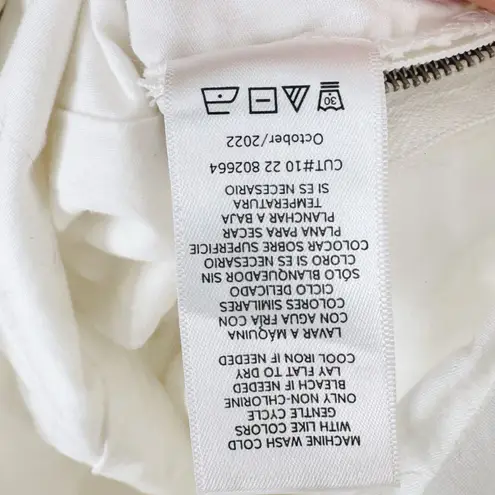 MACHINE WASH COLD
WITH LIKE COLORS
GENTLE CYCLE
ONLY NON-CHLORINE
BLEACH IF NEEDED
LAY FLAT TO DRY
COOL IRON IF NEEDED
LAVAR A MÁQUINA
CON AGUA FRÍA CON
COLORES SIMILARES
CICLO DELICADO
SÓLO BLANQUEADOR SIN
CLORO SI ES NECESARIO
COLOCAR SOBRE SUPERFICIE
PLANA PARA SECAR
PLANCHAR A BAJA
TEMPERATURA
SI ES NECESARIO
CUT#10 22 802664
October/2022
30